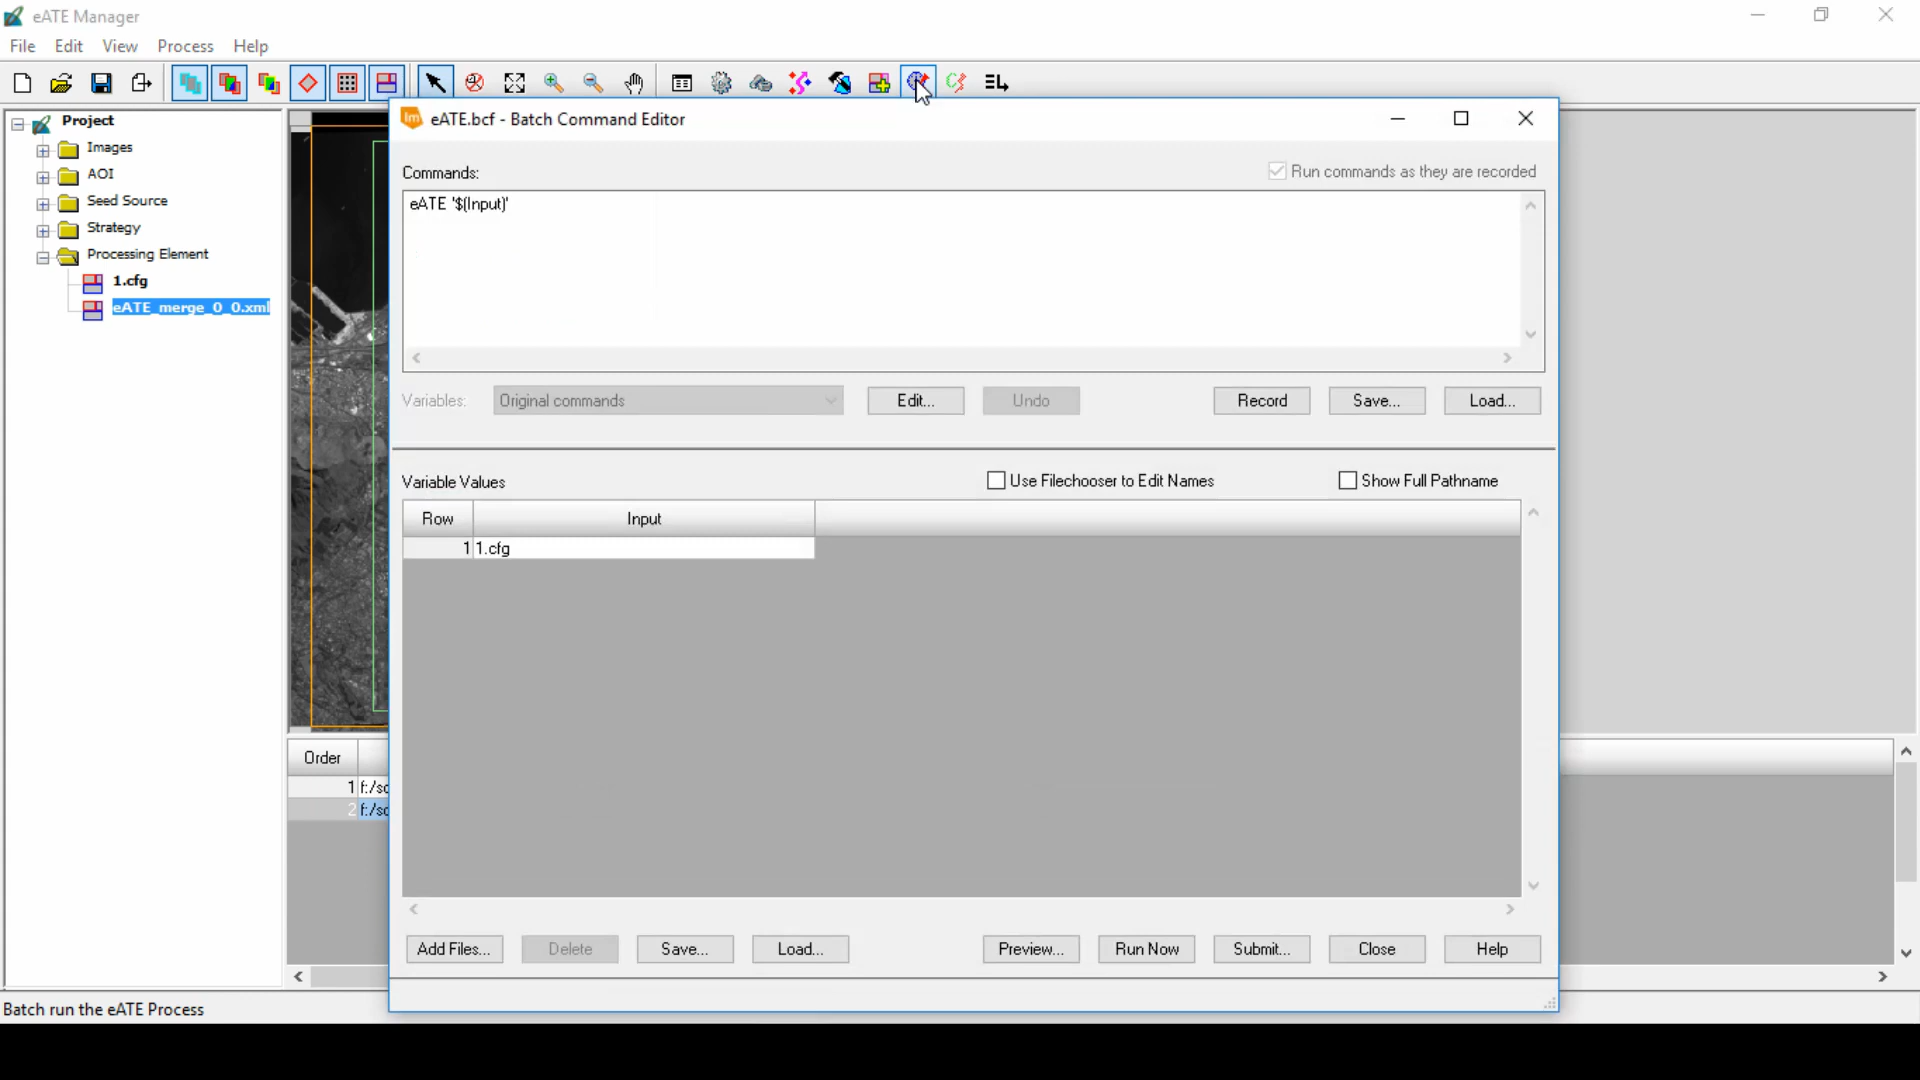 eATE Manager
File Edit View Process Help
eATE.bcf - Batch Command Editor
Project
Images
AOI
Seed Source
Strategy
Processing Element
1.cfg
eATE_merge_0_0.xml
Commands:
Run commands as they are recorded
eATE '$(Input)'
Variables: Original commands Edit... Undo Record Save... Load...
Variable Values Use Filechooser to Edit Names Show Full Pathname
Row Input
1 1.cfg
Order
1 f:/sc
2 f:/sc
Add Files... Delete Save... Load... Preview... Run Now Submit... Close Help
Batch run the eATE Process